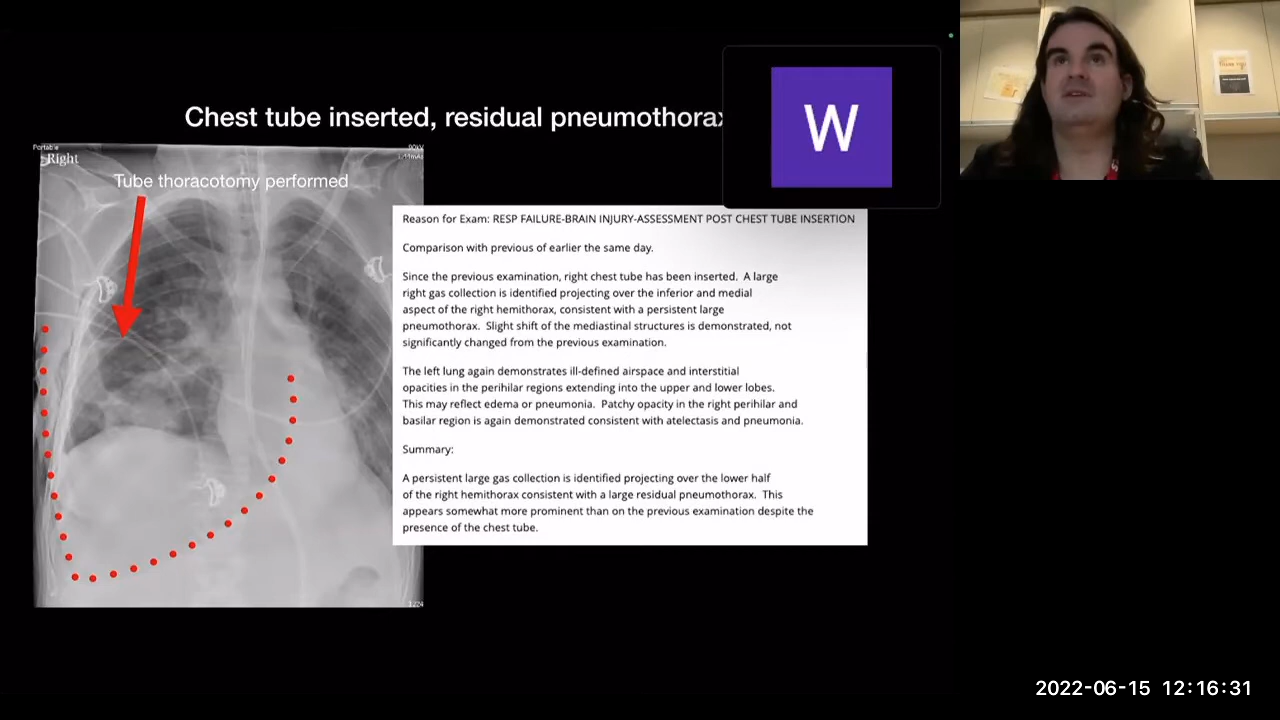 Chest tube inserted, residual pneumothorax
W
Portable
Right
Tube thoracotomy performed
Reason for Exam: RESP FAILURE-BRAIN INJURY-ASSESSMENT POST CHEST TUBE INSERTION
Comparison with previous of earlier the same day.
Since the previous examination, right chest tube has been inserted. A large
right gas collection is identified projecting over the inferior and medial
aspect of the right hemithorax, consistent with a persistent large
pneumothorax. Slight shift of the mediastinal structures is demonstrated, not
significantly changed from the previous examination.
The left lung again demonstrates ill-defined airspace and interstitial
opacities in the perihilar regions extending into the upper and lower lobes.
This may reflect edema or pneumonia. Patchy opacity in the right perihilar and
basilar region is again demonstrated consistent with atelectasis and pneumonia.
Summary:
A persistent large gas collection is identified projecting over the lower half
of the right hemithorax consistent with a large residual pneumothorax. This
appears somewhat more prominent than on the previous examination despite the
presence of the chest tube.
2022-06-15 12:16:31